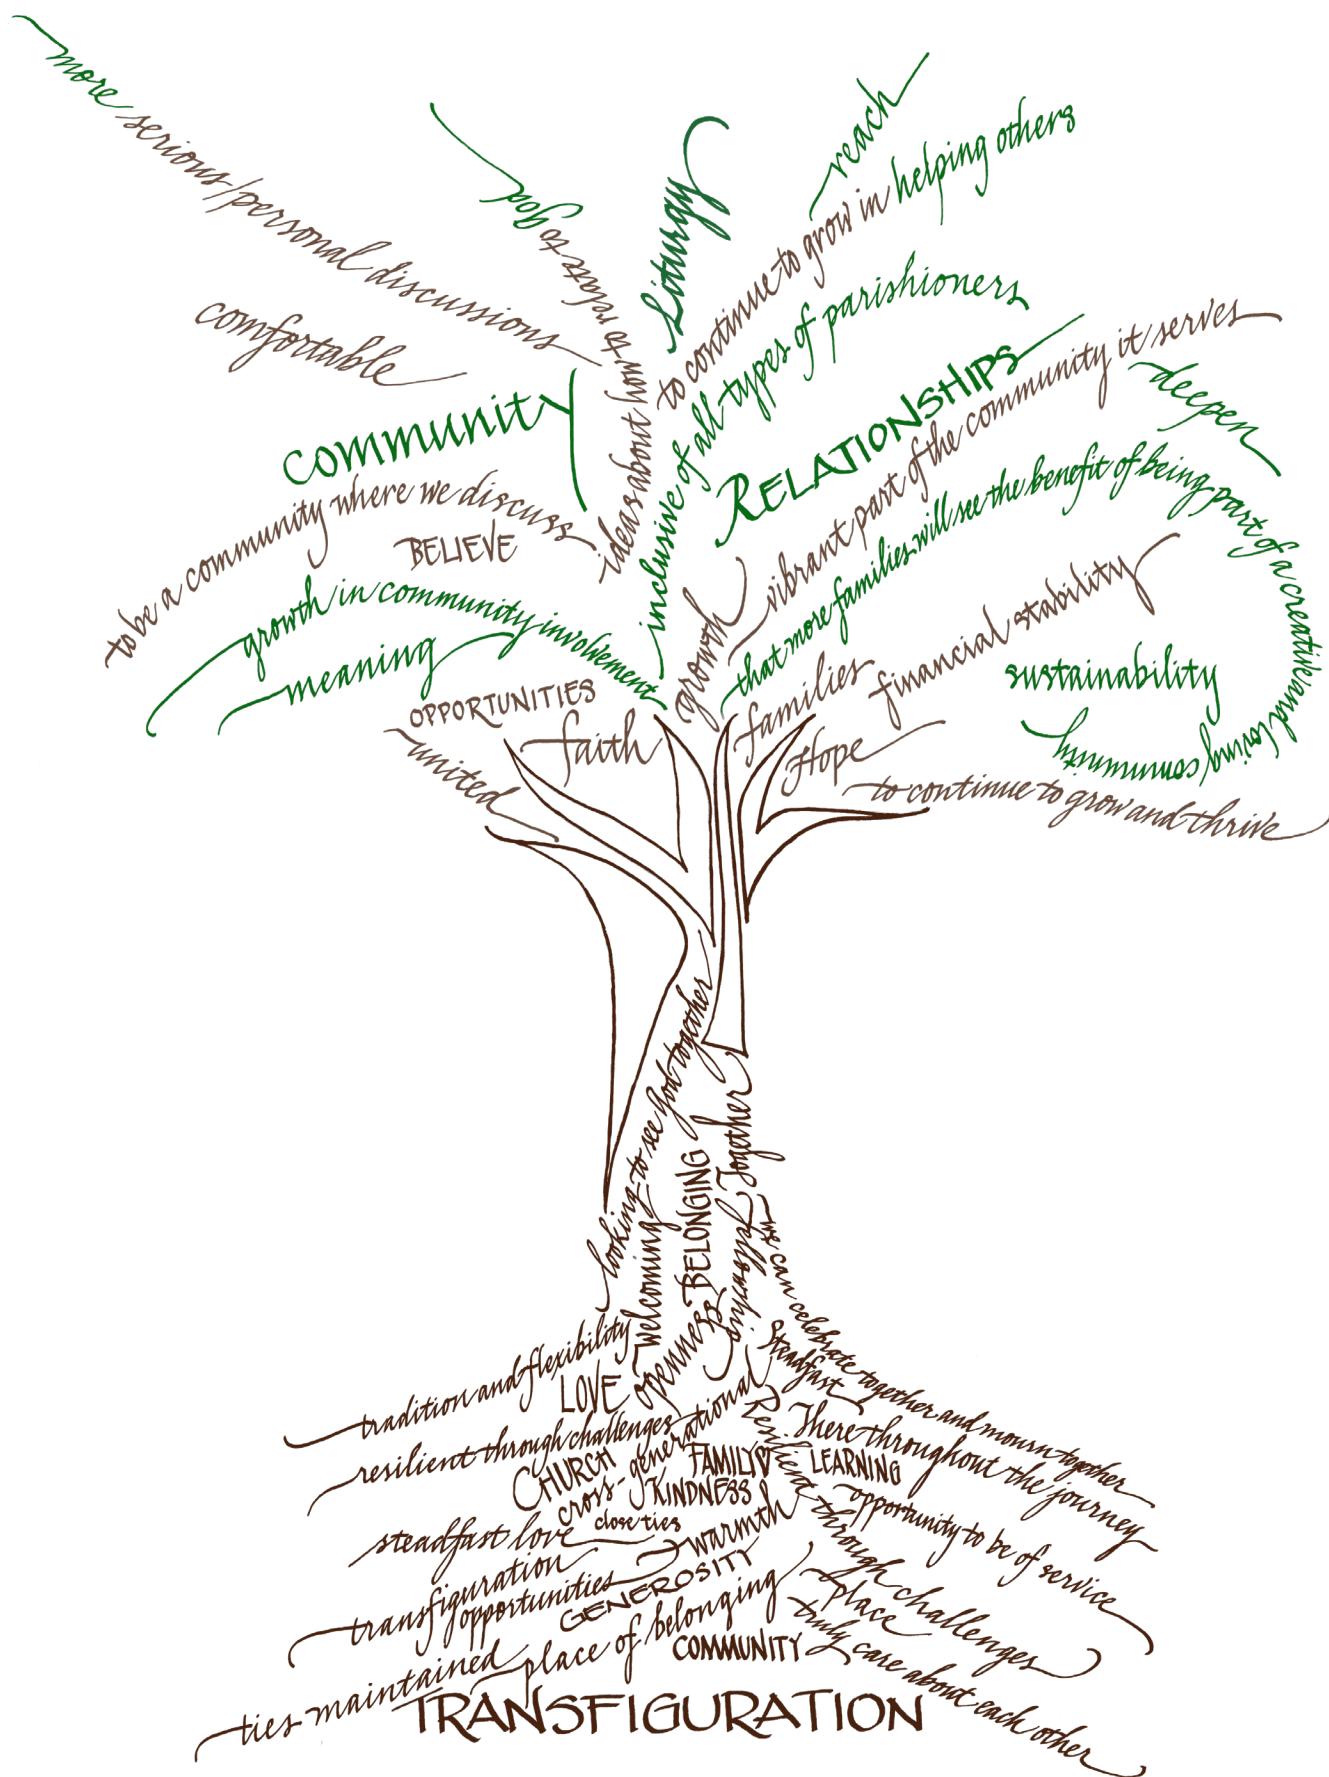 more serious/personal discussions
ideas about how to relate to god
Liturgy
reach
to continue to grow in helping others
comfortable
inclusive of all types of parishioners
community
RELATIONSHIPS
vibrant part of the community it serves
deepen
to be a community where we discuss
BELIEVE
that more families will see the benefit of being part of a creative and loving community
growth in community involvement
meaning
growth
financial stability
sustainability
OPPORTUNITIES
families
faith
united
Hope
to continue to grow and thrive
looking to see God together
Together
BELONGING
welcoming
openness
we can celebrate together and mourn together
tradition and flexibility
LOVE
steadfast
resilient through challenges
cross-generational
Resilient through challenges
There throughout the journey
CHURCH
FAMILY
LEARNING
KINDNESS
opportunity to be of service
close ties
steadfast love
warmth
transfiguration
opportunities
GENEROSITY
place
place of belonging
truly care about each other
COMMUNITY
ties maintained
TRANSFIGURATION